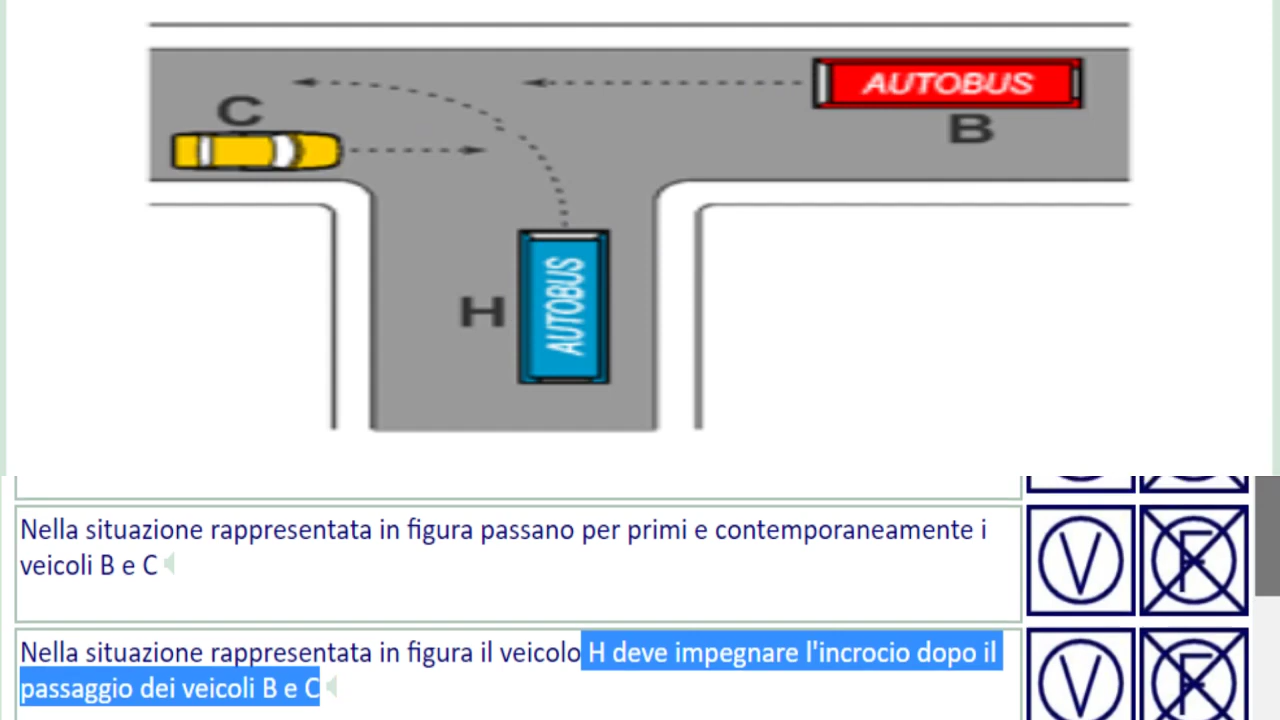 AUTOBUS
C
B
AUTOBUS
H
Nella situazione rappresentata in figura passano per primi e contemporaneamente i
veicoli B e C
V F
Nella situazione rappresentata in figura il veicolo H deve impegnare l'incrocio dopo il
passaggio dei veicoli B e C
V F